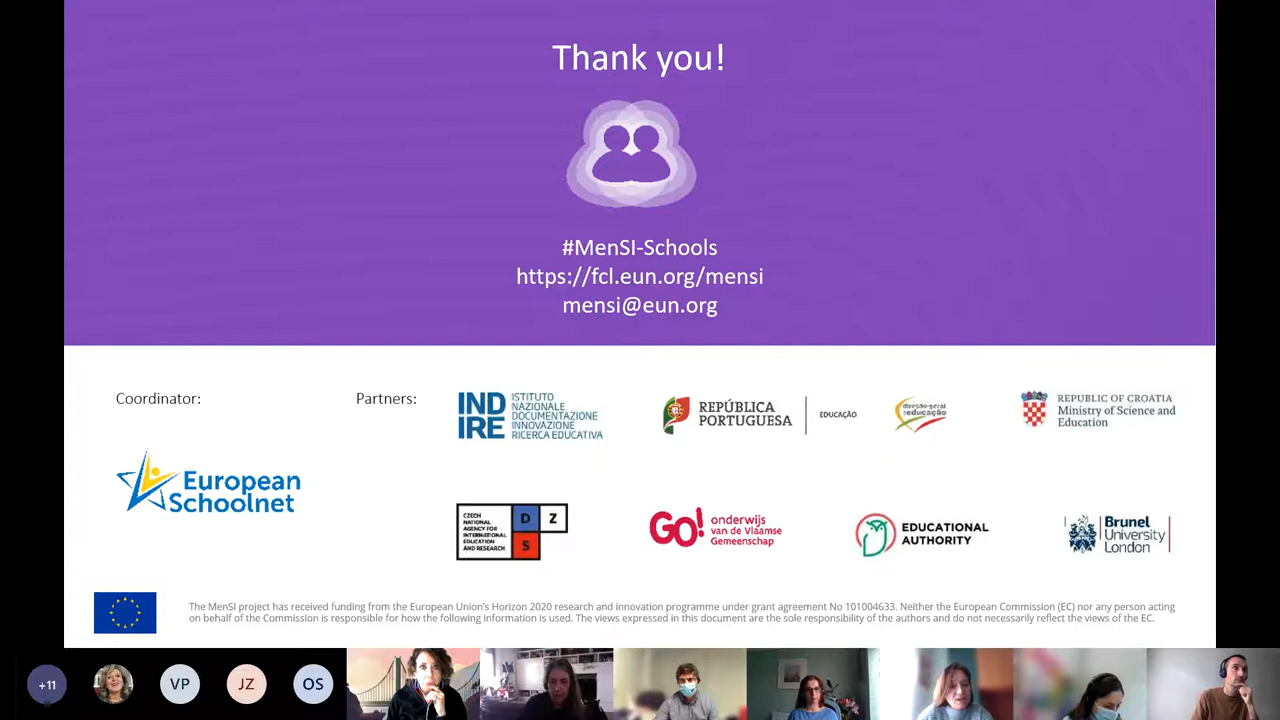 Thank you!
#MenSI-Schools
https://fcl.eun.org/mensi
mensi@eun.org
Coordinator:
European
Schoolnet
Partners:
IND
IRE
ISTITUTO
NAZIONALE
DOCUMENTAZIONE
INNOVAZIONE
RICERCA EDUCATIVA
REPÚBLICA
PORTUGUESA
EDUCAÇÃO
direção-geral
educação
REPUBLIC OF CROATIA
Ministry of Science and
Education
CZECH
NATIONAL
AGENCY FOR
INTERNATIONAL
EDUCATION
AND RESEARCH
D Z
S
GO!
onderwijs
van de Vlaamse
Gemeenschap
EDUCATIONAL
AUTHORITY
Brunel
University
London
The MenSI project has received funding from the European Union's Horizon 2020 research and innovation programme under grant agreement No 101004633. Neither the European Commission (EC) nor any person acting
on behalf of the Commission is responsible for how the following information is used. The views expressed in this document are the sole responsibility of the authors and do not necessarily reflect the views of the EC.
+11
VP
JZ
OS